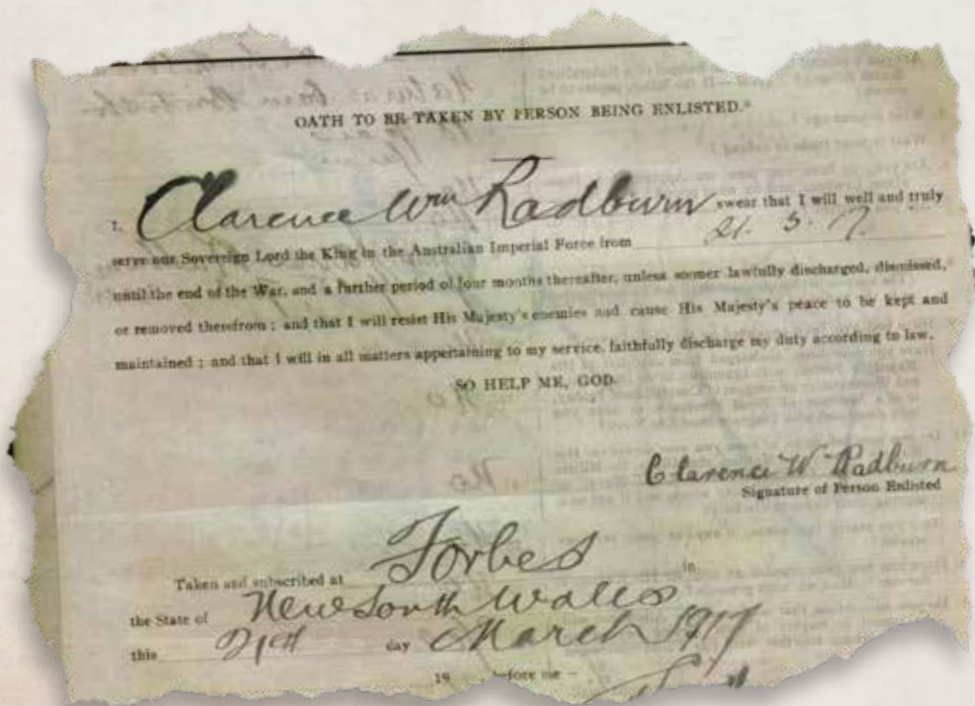 OATH TO BE TAKEN BY PERSON BEING ENLISTED.*
I, Clarence Wm Radburn swear that I will well and truly
serve our Sovereign Lord the King in the Australian Imperial Force from 21. 3. 17.
until the end of the War, and a further period of four months thereafter, unless sooner lawfully discharged, dismissed,
or removed therefrom ; and that I will resist His Majesty's enemies and cause His Majesty's peace to be kept and
maintained ; and that I will in all matters appertaining to my service, faithfully discharge my duty according to law.
SO HELP ME, GOD.
Clarence W. Radburn
Signature of Person Enlisted
Taken and subscribed at Forbes in
the State of New South Wales
this 21st day March 1917
19 before me -